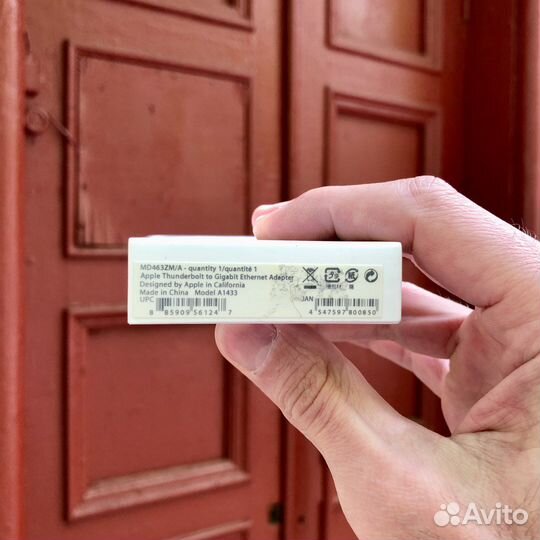 MD463ZM/A - quantity 1/quantité 1
Apple Thunderbolt to Gigabit Ethernet Adapter
Designed by Apple in California
Made in China Model A1433
UPC
8 85909 56124 7
JAN
4 547597 800850
Avito